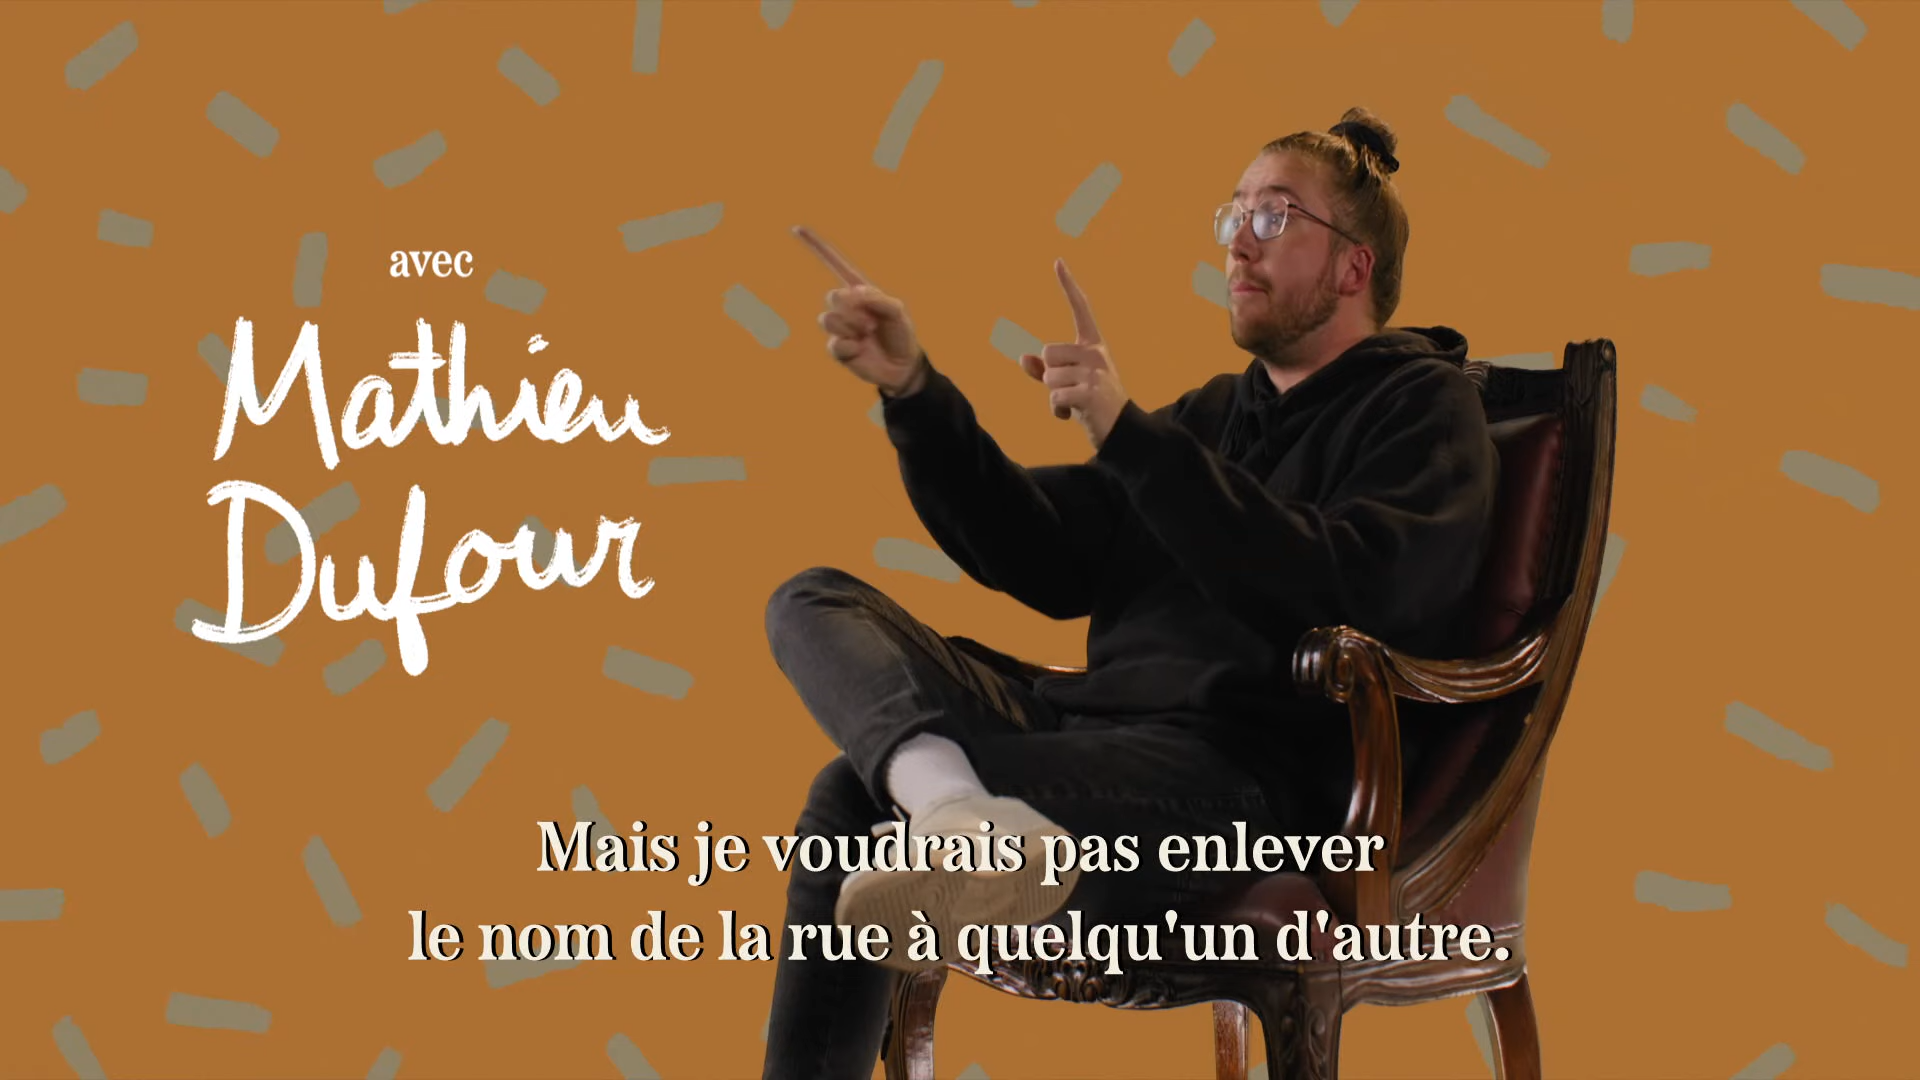 avec
Mathieu
Dufour
Mais je voudrais pas enlever
le nom de la rue à quelqu'un d'autre.